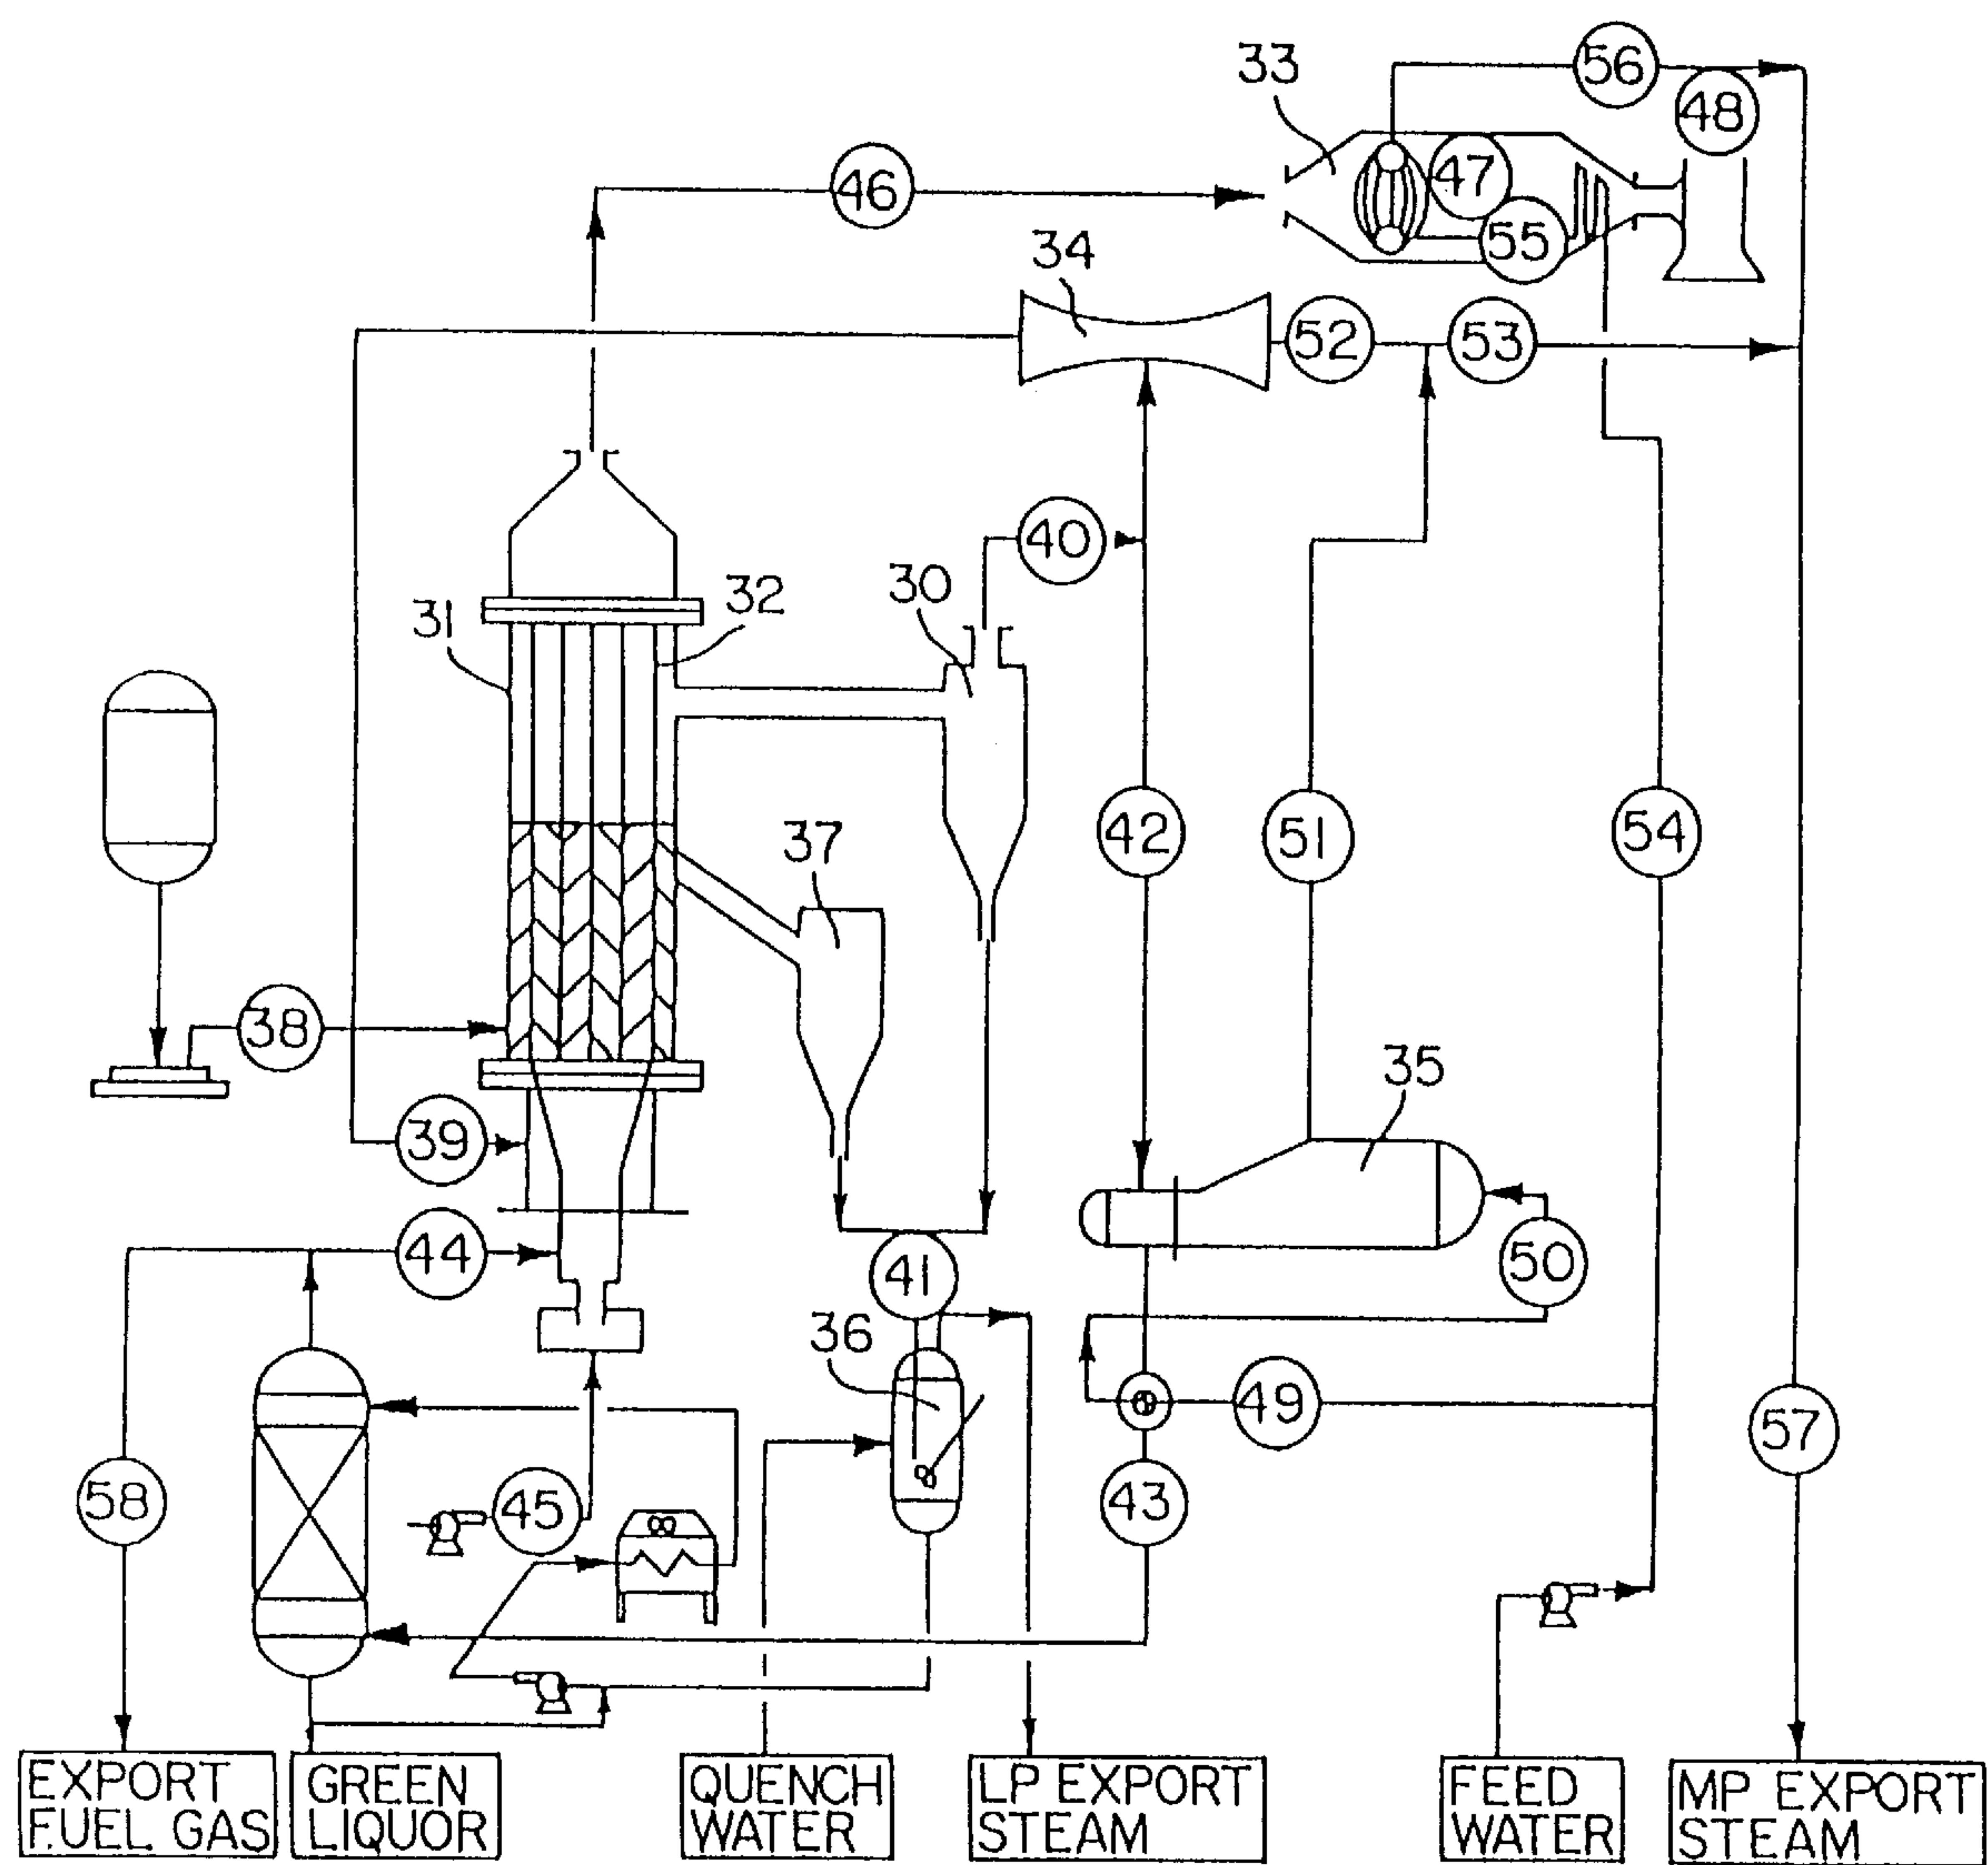 33
56
48
47
46
55
34
52
53
40
32
30
31
42
51
54
37
38
35
39
44
50
41
36
49
57
58
45
43
EXPORT
FUEL GAS
GREEN
LIQUOR
QUENCH
WATER
LP EXPORT
STEAM
FEED
WATER
MP EXPORT
STEAM